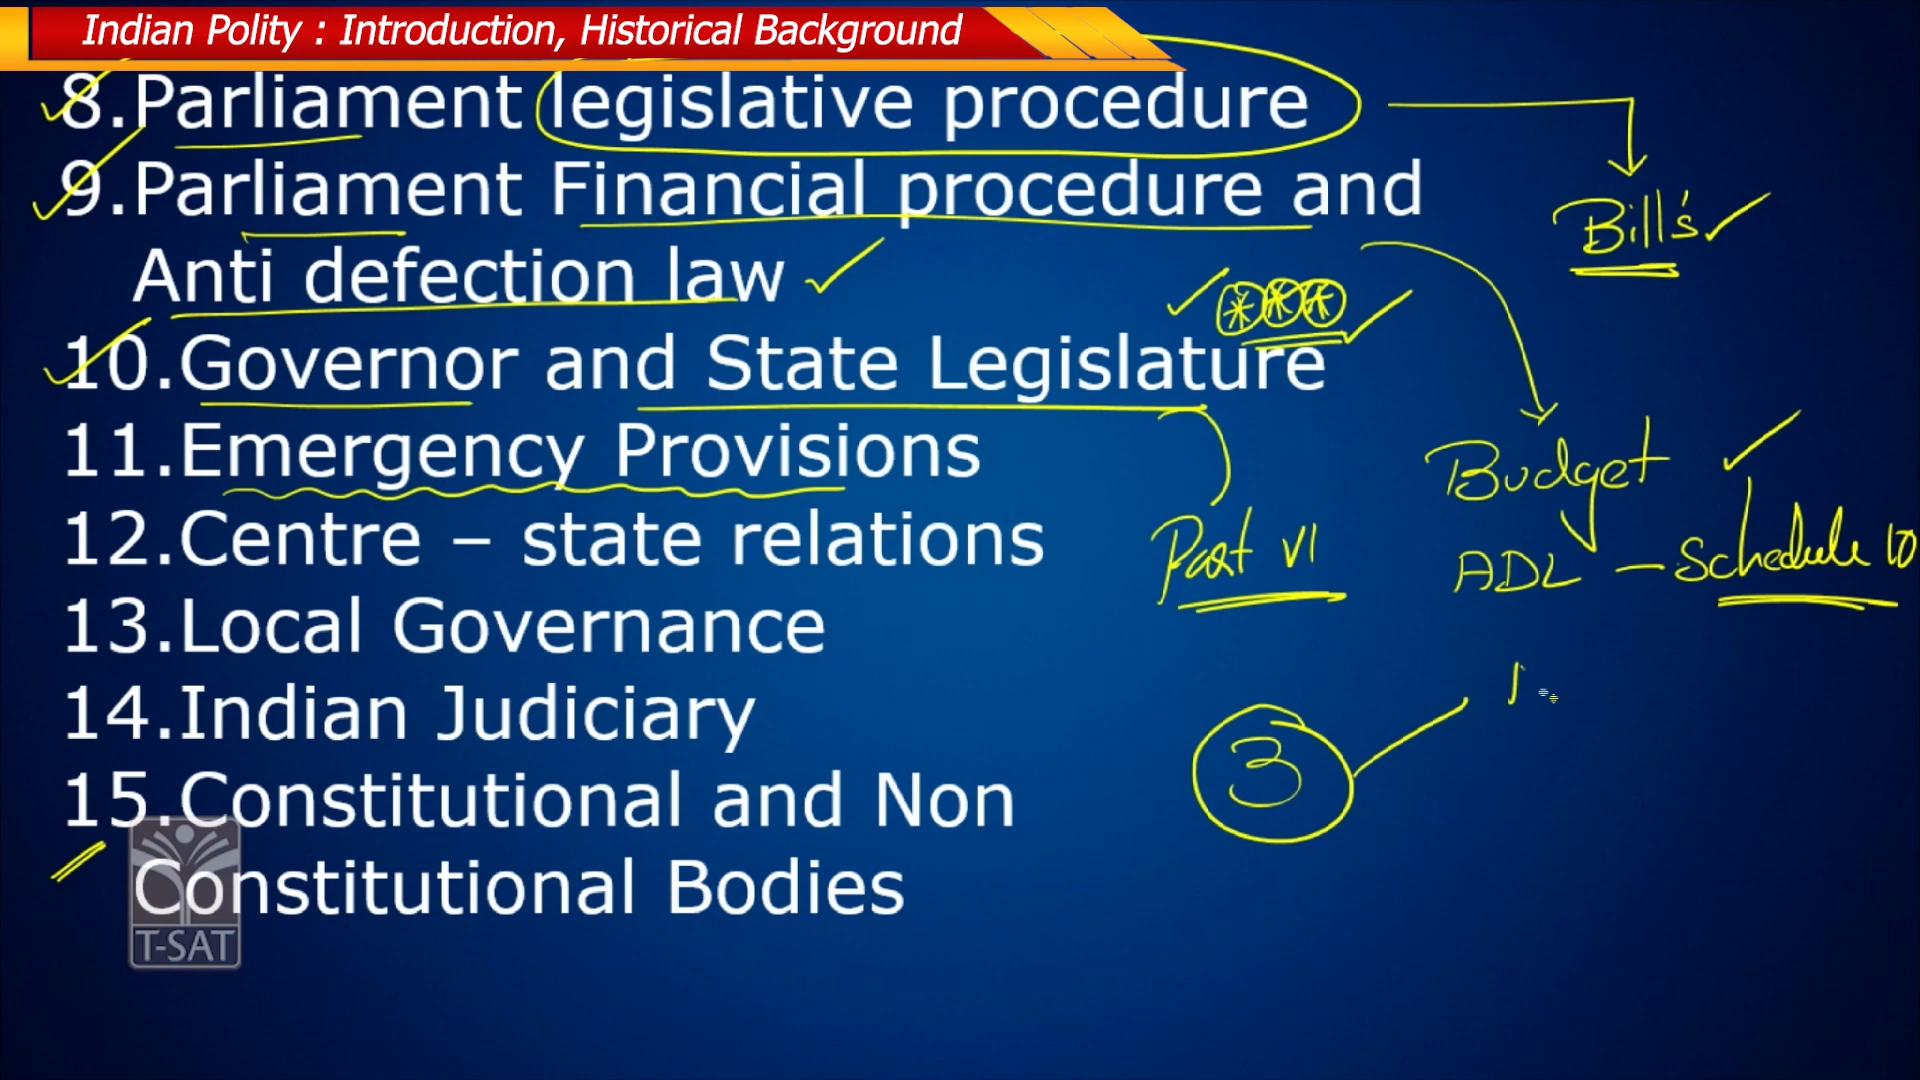 Indian Polity : Introduction, Historical Background
8.Parliament legislative procedure
9.Parliament Financial procedure and
Anti defection law
10.Governor and State Legislature
11.Emergency Provisions
12.Centre – state relations
13.Local Governance
14.Indian Judiciary
15.Constitutional and Non
Constitutional Bodies
T-SAT
Bill's
Budget
ADL – Schedule 10
Part VI
3